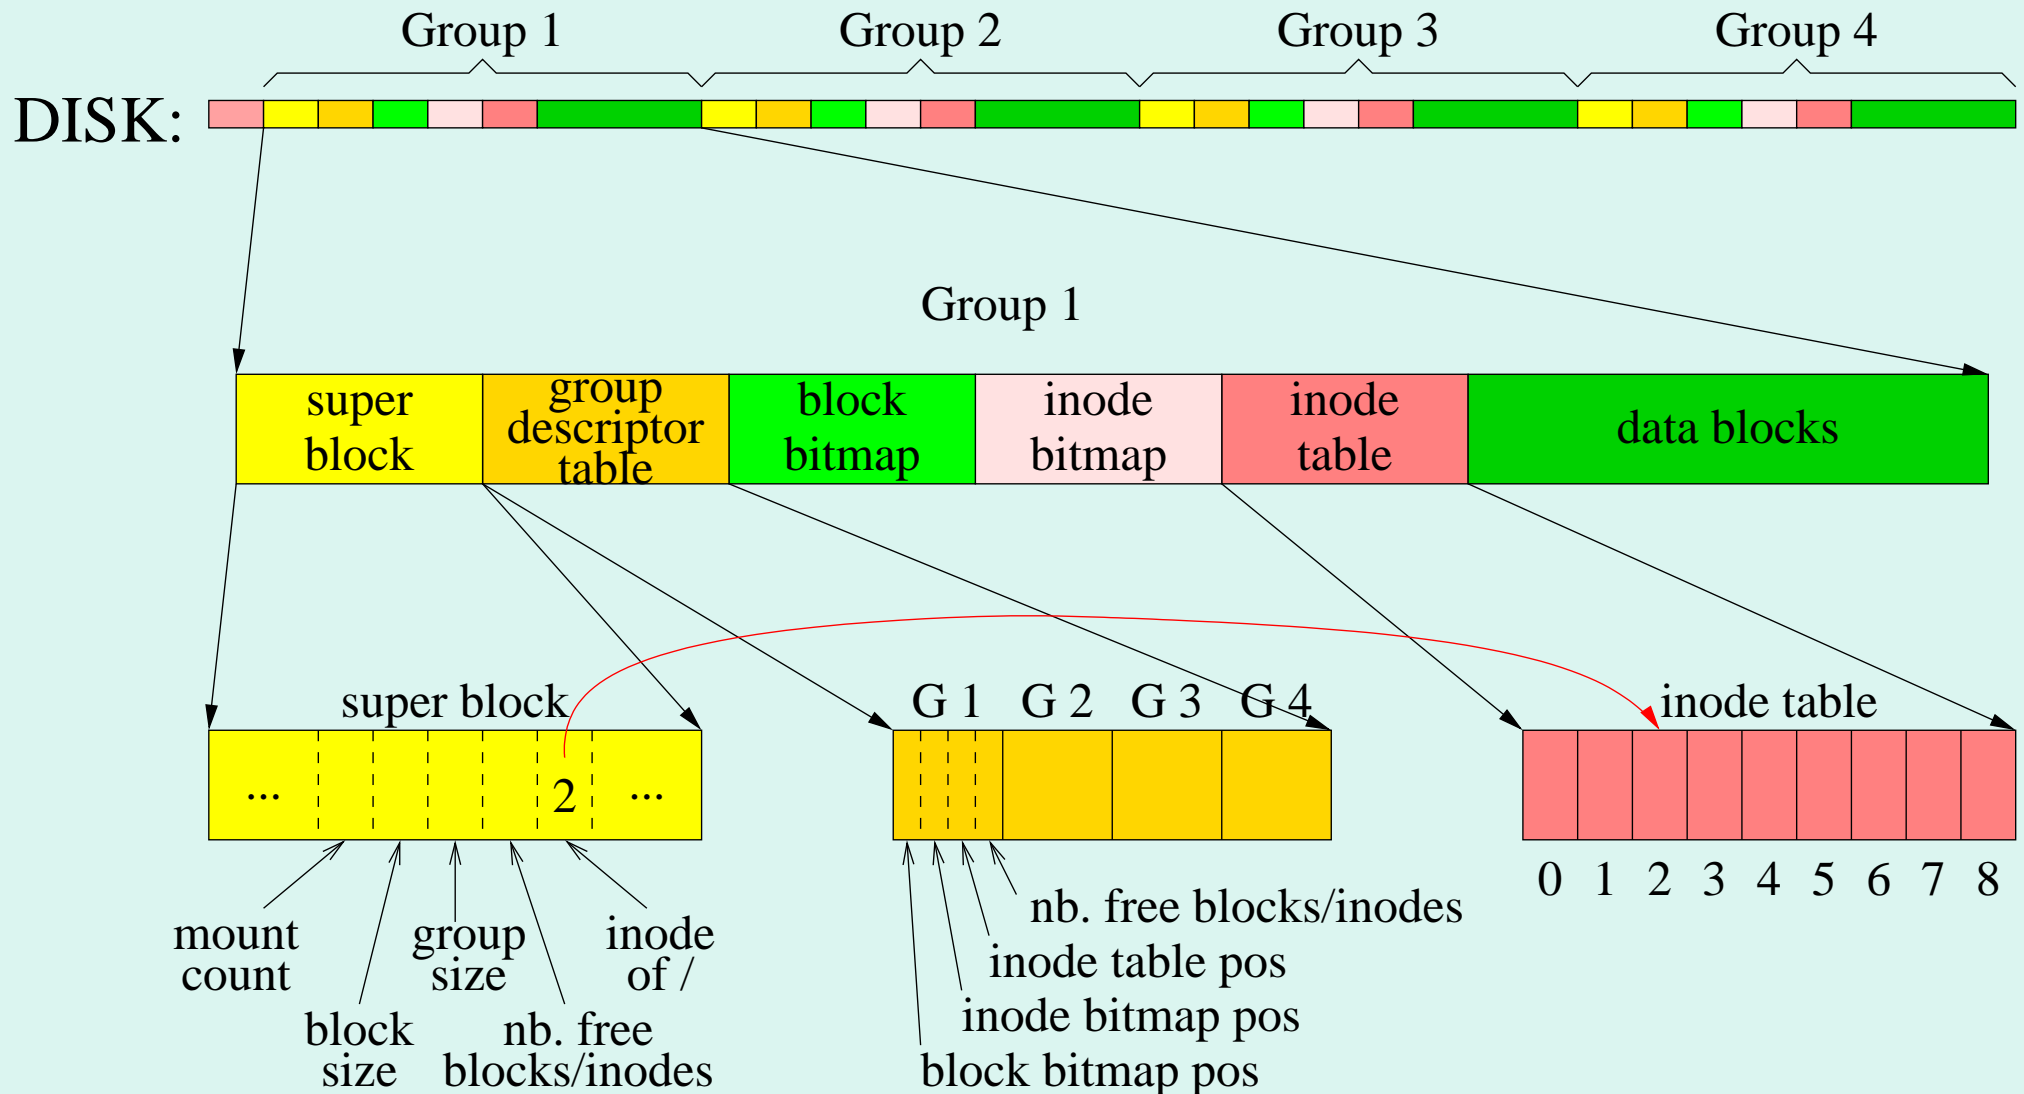 Group 1
Group 2
Group 3
Group 4
DISK:
Group 1
super
block
group
descriptor
table
block
bitmap
inode
bitmap
inode
table
data blocks
super block
G 1
G 2
G 3
G 4
inode table
...
2
...
0 1 2 3 4 5 6 7 8
mount
count
block
size
group
size
nb. free
blocks/inodes
inode
of /
nb. free blocks/inodes
inode table pos
inode bitmap pos
block bitmap pos